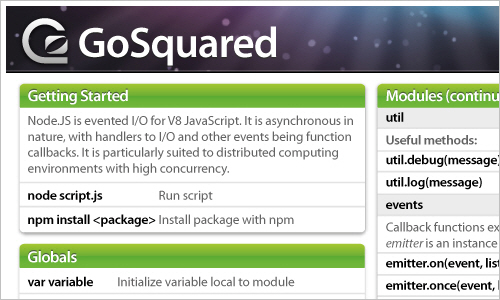 GoSquared
Getting Started
Node.JS is evented I/O for V8 JavaScript. It is asynchronous in
nature, with handlers to I/O and other events being function
callbacks. It is particularly suited to distributed computing
environments with high concurrency.
node script.js Run script
npm install <package> Install package with npm
Globals
var variable Initialize variable local to module
Modules (continu
util
Useful methods:
util.debug(message)
util.log(message)
events
Callback functions ex
emitter is an instance
emitter.on(event, list
emitter.once(event,